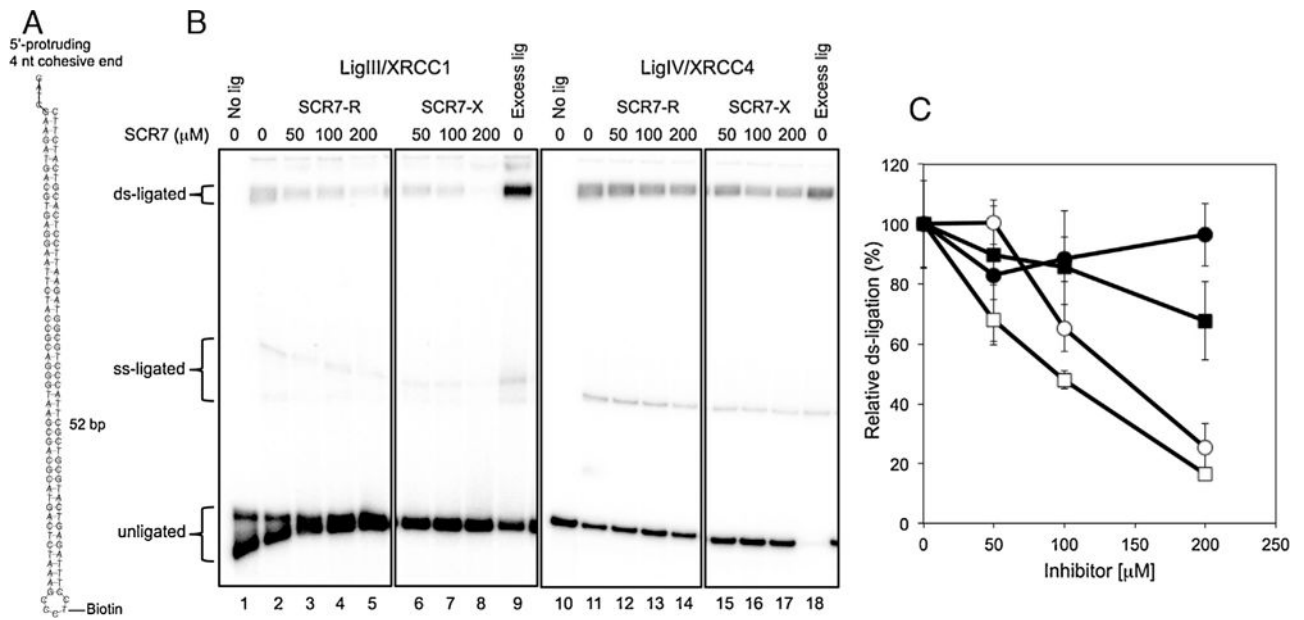 A
5'-protruding
4 nt cohesive end
52 bp
Biotin
B
LigIII/XRCC1
LigIV/XRCC4
No lig
SCR7-R
SCR7-X
Excess lig
No lig
SCR7-R
SCR7-X
Excess lig
SCR7 (μM)
0 0 50 100 200 50 100 200 0 0 0 50 100 200 50 100 200 0
ds-ligated
ss-ligated
unligated
1 2 3 4 5 6 7 8 9 10 11 12 13 14 15 16 17 18
C
Relative ds-ligation (%)
120
100
80
60
40
20
0
0 50 100 150 200 250
Inhibitor [μM]